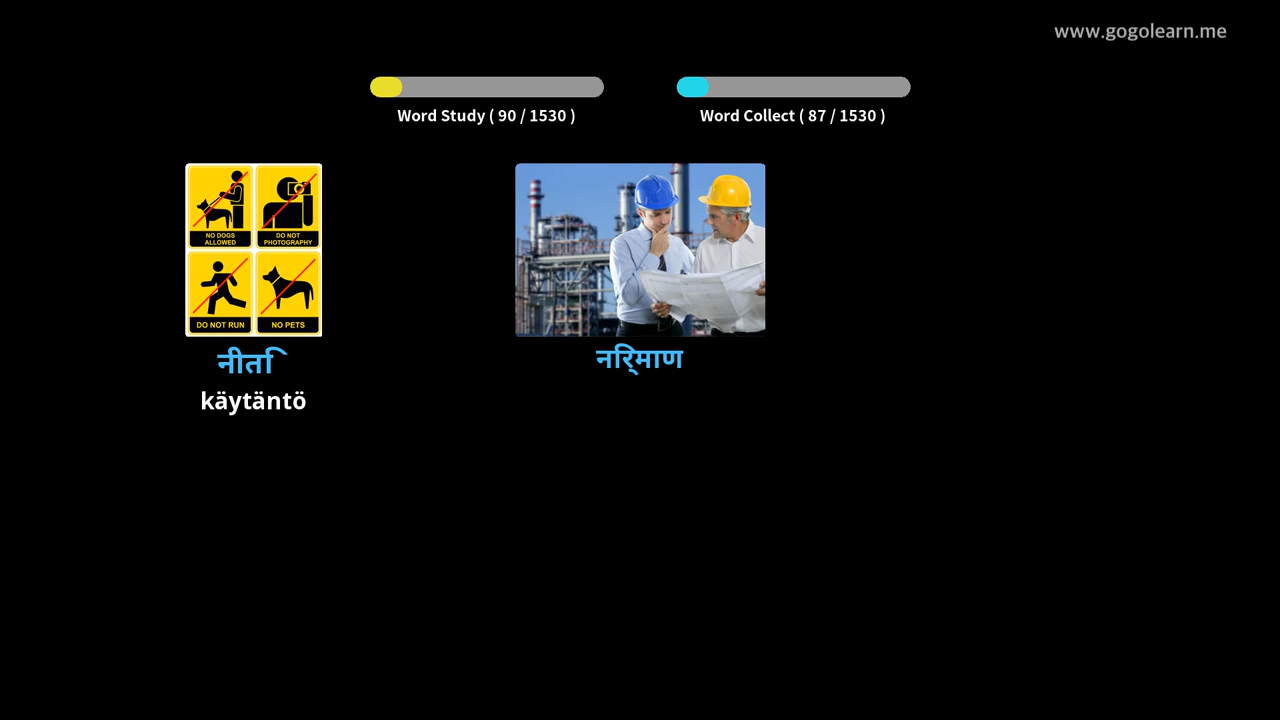 www.gogolearn.me
Word Study ( 90 / 1530 )
Word Collect ( 87 / 1530 )
NO DOGS
ALLOWED
DO NOT
PHOTOGRAPHY
DO NOT RUN
NO PETS
नीति
käytäntö
निर्माण